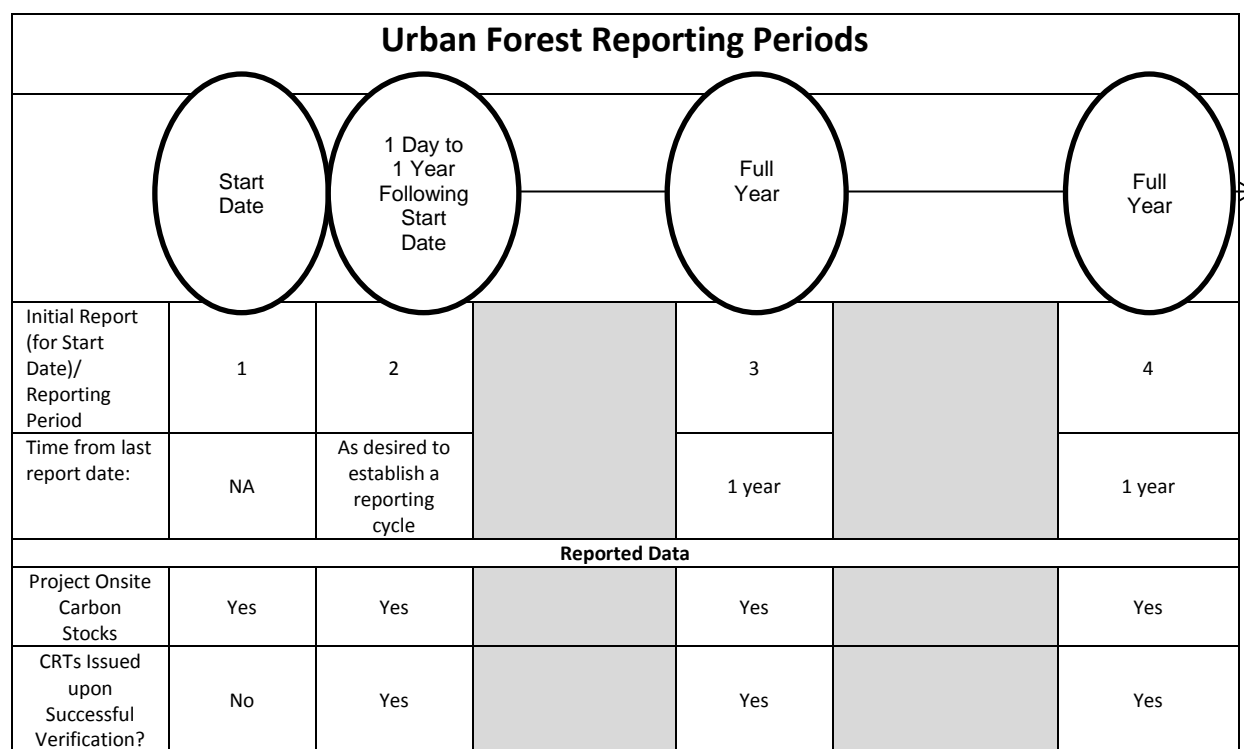 Urban Forest Reporting Periods
Start
Date
1 Day to
1 Year
Following
Start
Date
Full
Year
Full
Year
Initial Report
(for Start
Date)/
Reporting
Period
1
2
3
4
Time from last
report date:
NA
As desired to
establish a
reporting
cycle
1 year
1 year
Reported Data
Project Onsite
Carbon
Stocks
Yes
Yes
Yes
Yes
CRTs Issued
upon
Successful
Verification?
No
Yes
Yes
Yes